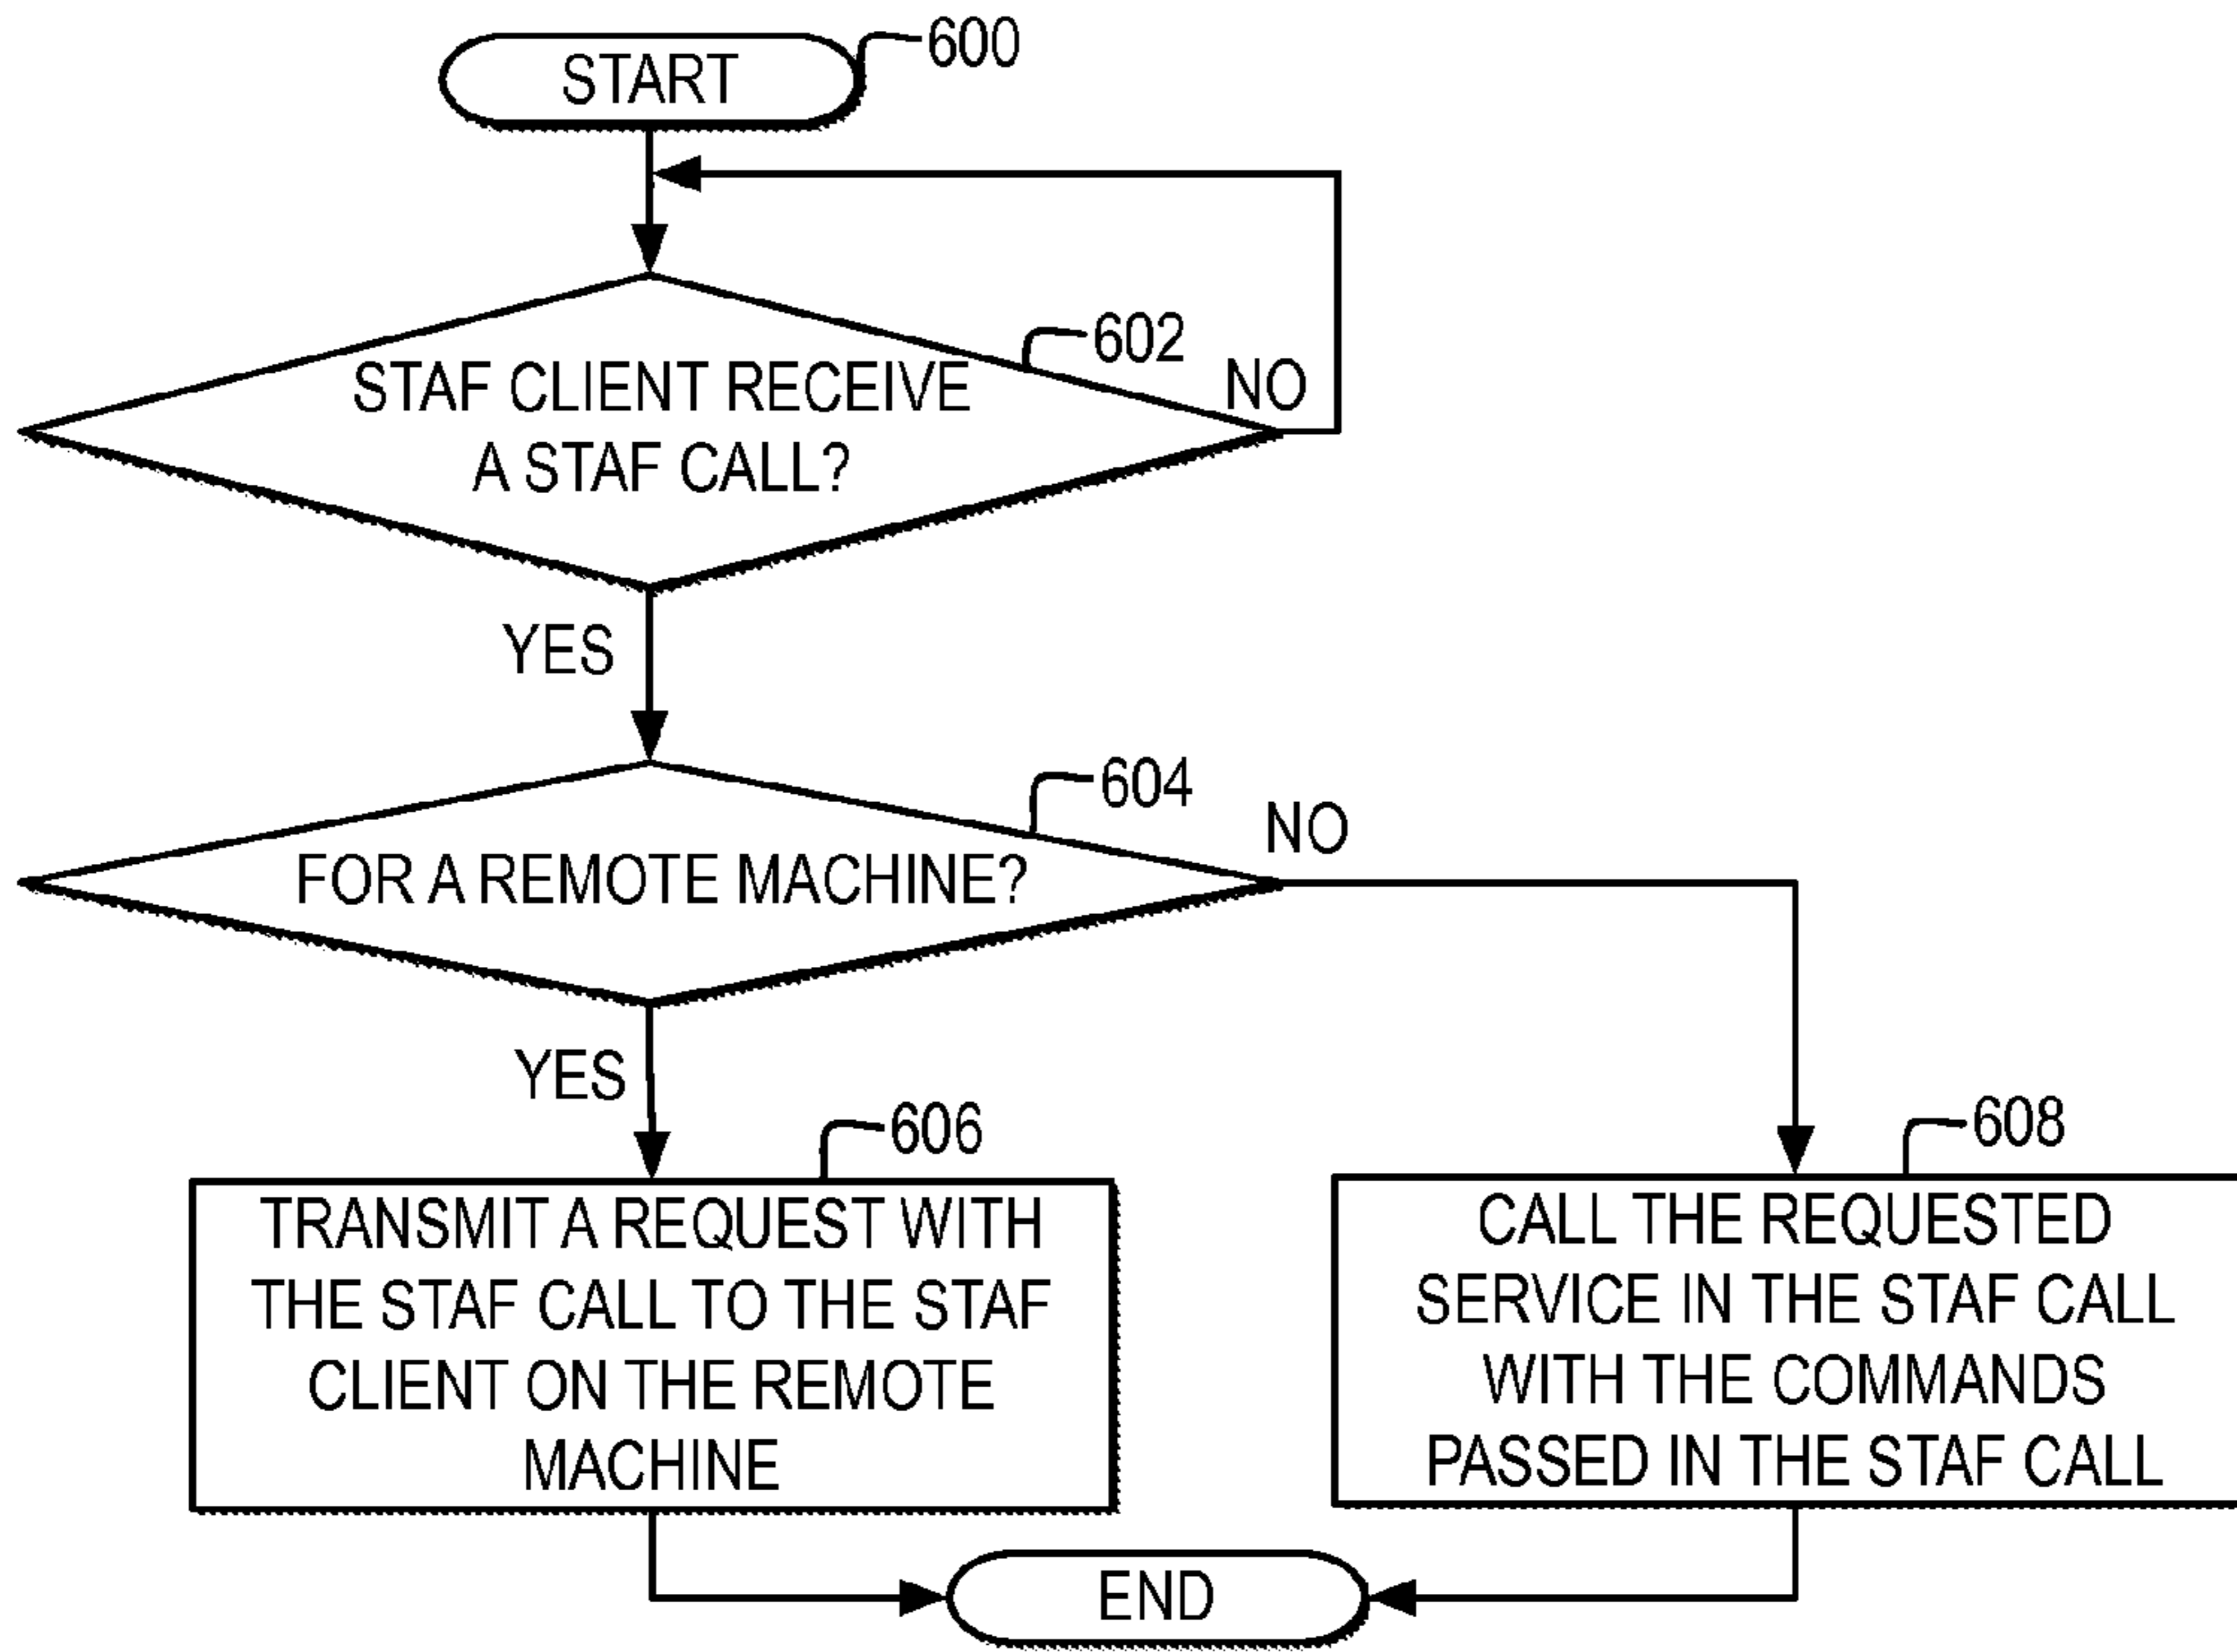 START
600
602
STAF CLIENT RECEIVE
A STAF CALL?
NO
YES
604
FOR A REMOTE MACHINE?
NO
YES
606
TRANSMIT A REQUEST WITH
THE STAF CALL TO THE STAF
CLIENT ON THE REMOTE
MACHINE
608
CALL THE REQUESTED
SERVICE IN THE STAF CALL
WITH THE COMMANDS
PASSED IN THE STAF CALL
END